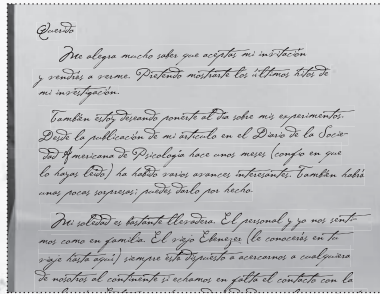 Querido
Me alegra mucho saber que aceptas mi invitación
y vendrás a verme. Pretendo mostrarte los últimos hitos de
mi investigación.
También estoy deseando ponerte al día sobre mis experimentos.
Desde la publicación de mi artículo en el Diario de la Socie-
dad Americana de Psicología hace unos meses (confío en que
lo hayas leído) ha habido varios avances interesantes. También habrá
unas pocas sorpresas; puedes darlo por hecho.
Mi soledad es bastante llevadera. El personal y yo nos senti-
mos como en familia. El viejo Ebenezer (le conocerás en tu
viaje hasta aquí) siempre está dispuesto a acercarnos a cualquiera
de nosotros al continente si echamos en falta el contacto con la